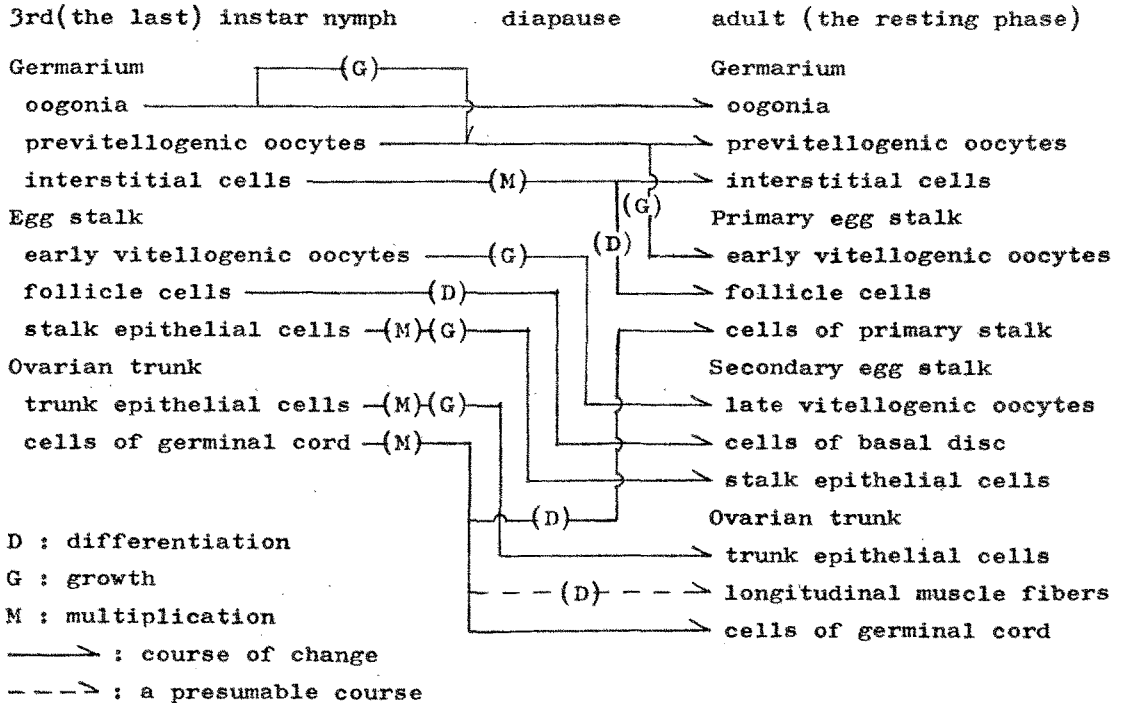 3rd(the last) instar nymph diapause adult (the resting phase)
Germarium (G) Germarium
oogonia oogonia
previtellogenic oocytes previtellogenic oocytes
interstitial cells (M) interstitial cells
Egg stalk (G) Primary egg stalk
early vitellogenic oocytes (G) (D) early vitellogenic oocytes
follicle cells (D) follicle cells
stalk epithelial cells (M)(G) cells of primary stalk
Ovarian trunk Secondary egg stalk
trunk epithelial cells (M)(G) late vitellogenic oocytes
cells of germinal cord (M) cells of basal disc
stalk epithelial cells
(D) Ovarian trunk
D : differentiation trunk epithelial cells
G : growth (D) longitudinal muscle fibers
M : multiplication cells of germinal cord
: course of change
: a presumable course